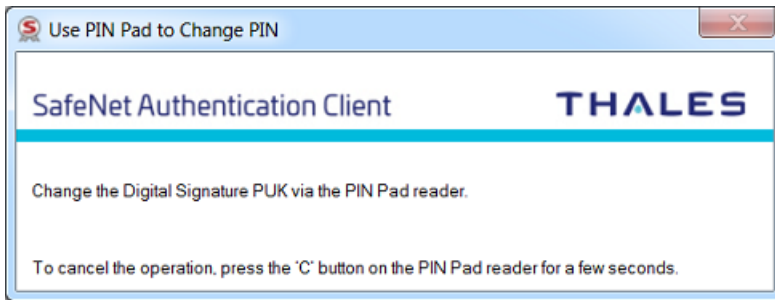 Use PIN Pad to Change PIN
SafeNet Authentication Client
THALES
Change the Digital Signature PUK via the PIN Pad reader.
To cancel the operation, press the 'C' button on the PIN Pad reader for a few seconds.